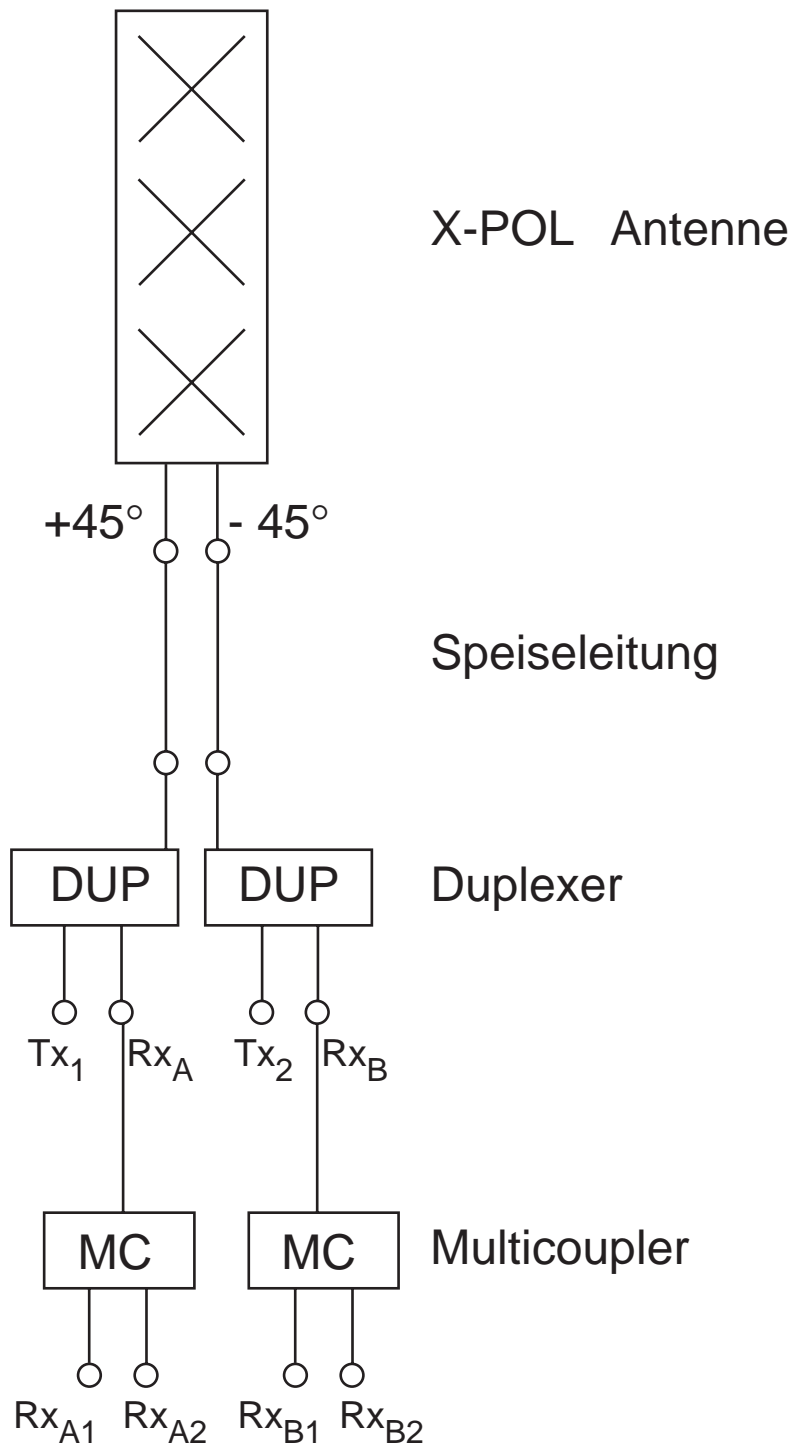 X-POL Antenne
+45° - 45°
Speiseleitung
DUP DUP Duplexer
Tx1 RxA Tx2 RxB
MC MC Multicoupler
RxA1 RxA2 RxB1 RxB2